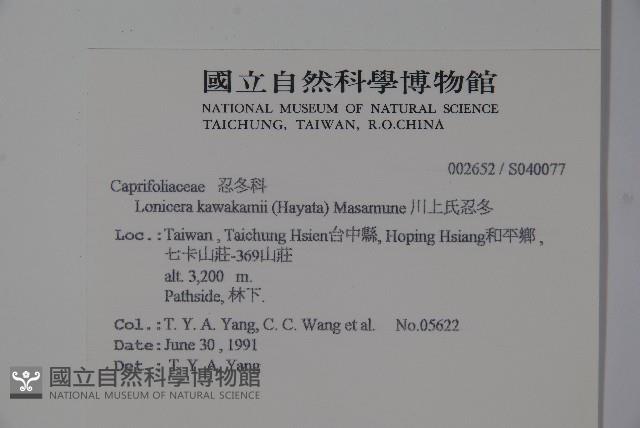 國立自然科學博物館
NATIONAL MUSEUM OF NATURAL SCIENCE
TAICHUNG, TAIWAN, R.O.CHINA
002652 / S040077
Caprifoliaceae 忍冬科
Lonicera kawakamii (Hayata) Masamune 川上氏忍冬
Loc.:Taiwan , Taichung Hsien台中縣, Hoping Hsiang和平鄉 ,
七卡山莊-369山莊
alt. 3,200 m.
Pathside, 林下.
Col.:T. Y. A. Yang, C. C. Wang et al. No.05622
Date:June 30 , 1991
Det.:T. Y. A. Yang
國立自然科學博物館
NATIONAL MUSEUM OF NATURAL SCIENCE